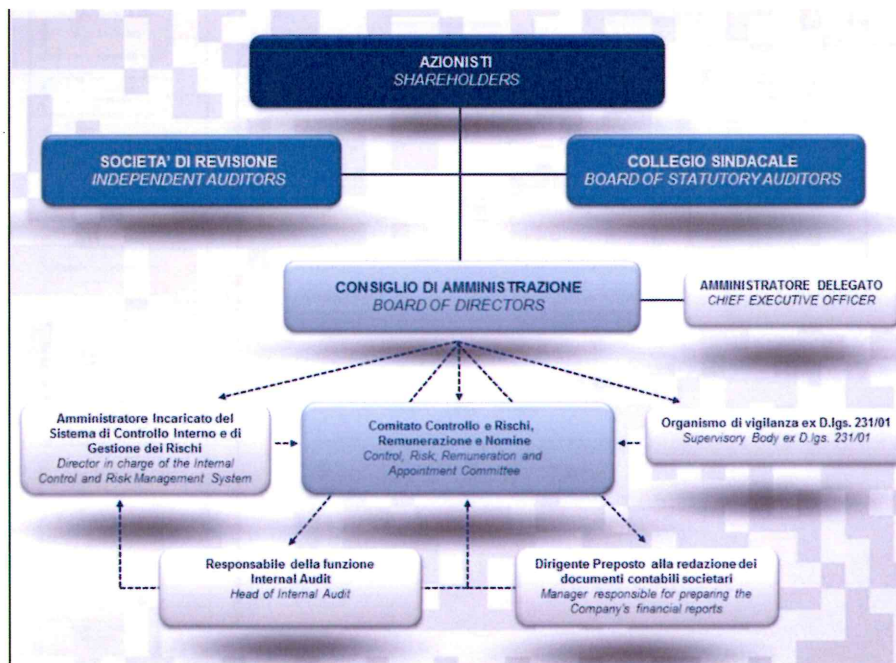 AZIONISTI
SHAREHOLDERS
SOCIETA' DI REVISIONE
INDEPENDENT AUDITORS
COLLEGIO SINDACALE
BOARD OF STATUTORY AUDITORS
CONSIGLIO DI AMMINISTRAZIONE
BOARD OF DIRECTORS
AMMINISTRATORE DELEGATO
CHIEF EXECUTIVE OFFICER
Amministratore Incaricato del
Sistema di Controllo Interno e di
Gestione dei Rischi
Director in charge of the Internal
Control and Risk Management System
Comitato Controllo e Rischi,
Remunerazione e Nomine
Control, Risk, Remuneration and
Appointment Committee
Organismo di vigilanza ex D.lgs. 231/01
Supervisory Body ex D.lgs. 231/01
Responsabile della funzione
Internal Audit
Head of Internal Audit
Dirigente Preposto alla redazione dei
documenti contabili societari
Manager responsible for preparing the
Company's financial reports